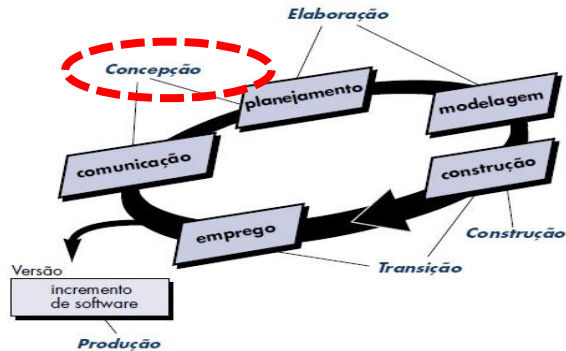 Elaboração
Concepção
planejamento
modelagem
comunicação
construção
emprego
Construção
Transição
Versão
incremento
de software
Produção